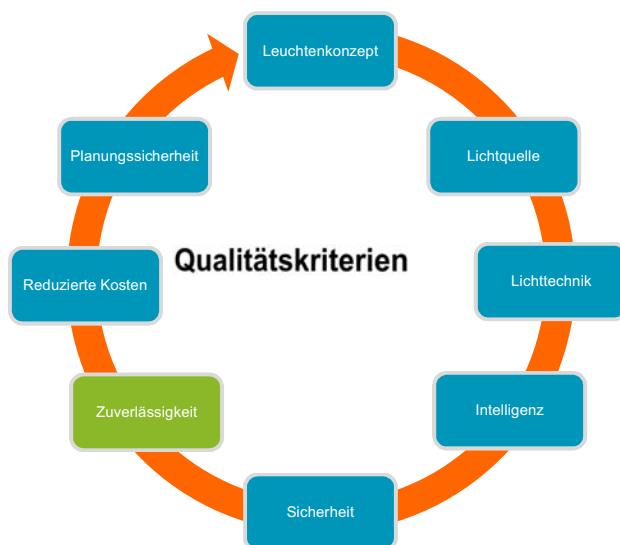 Leuchtenkonzept
Lichtquelle
Lichttechnik
Intelligenz
Sicherheit
Zuverlässigkeit
Reduzierte Kosten
Planungssicherheit
Qualitätskriterien